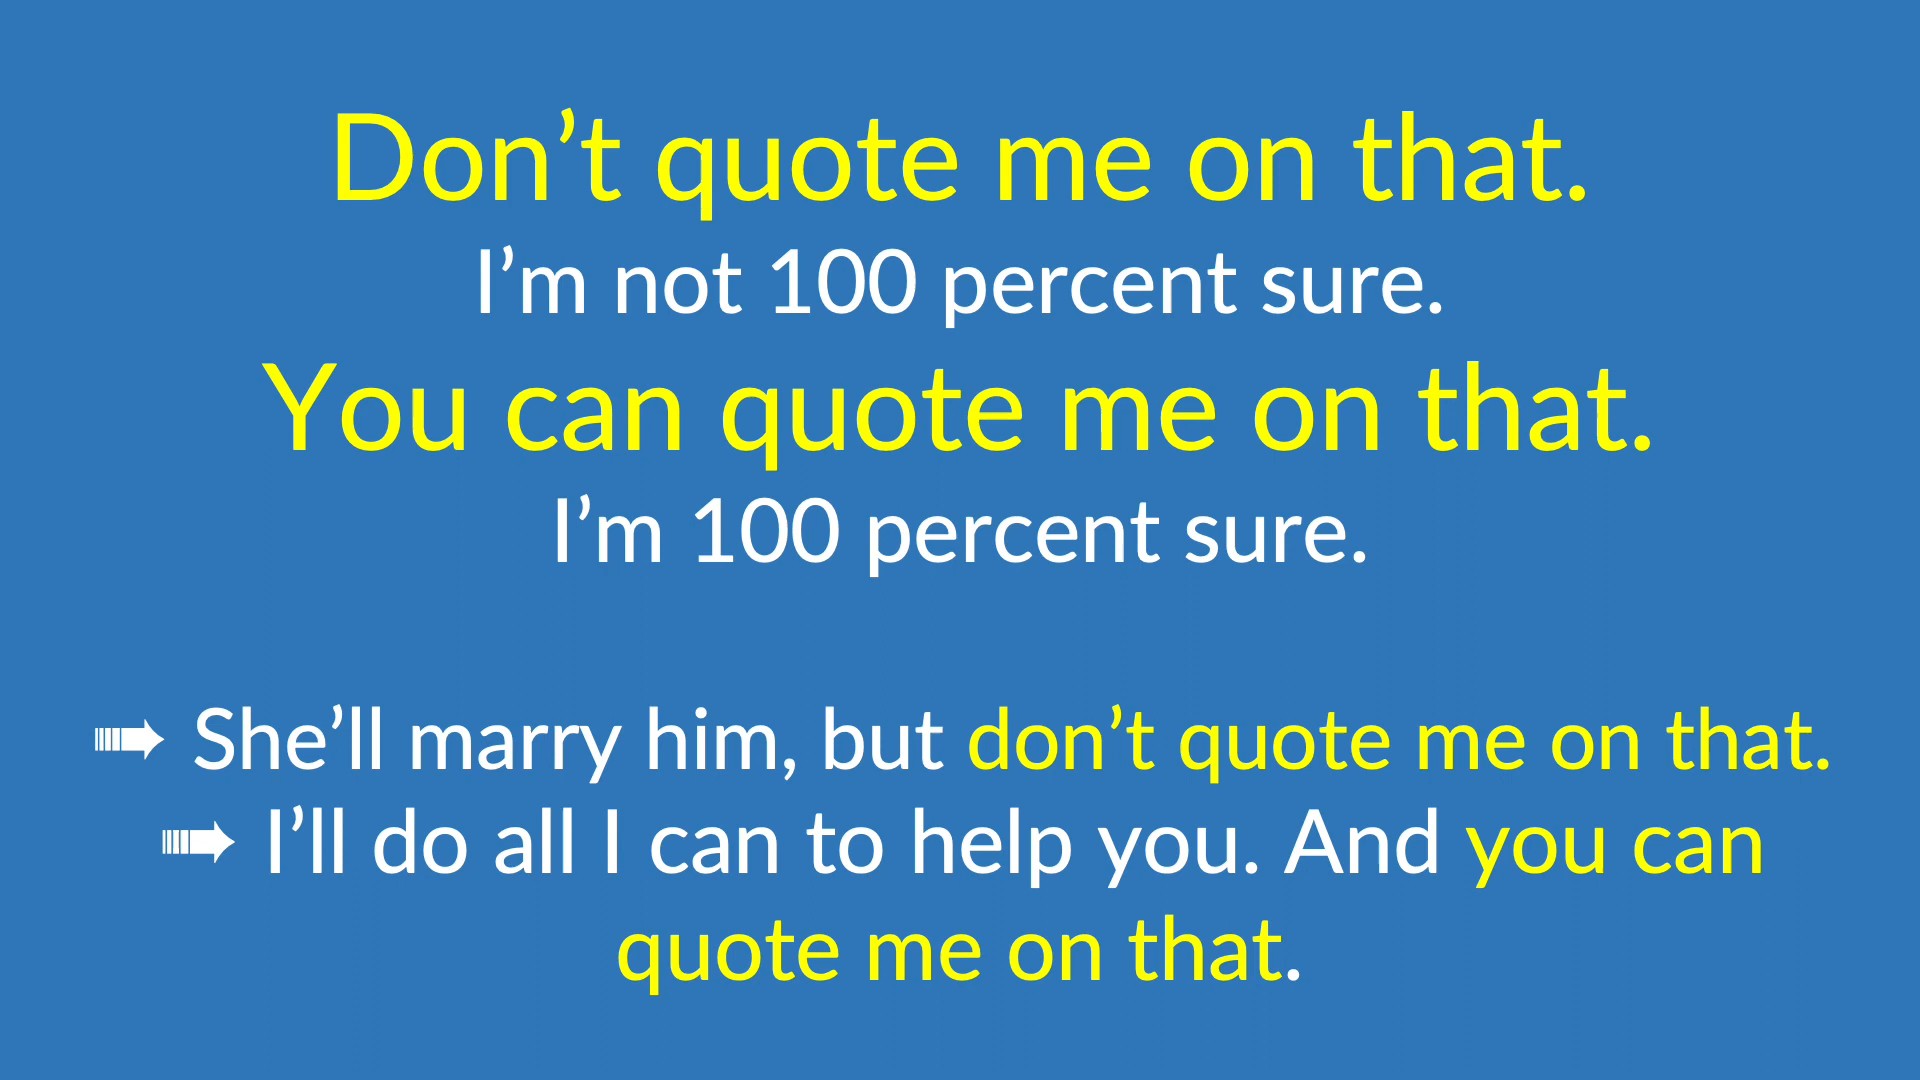 Don’t quote me on that.
I’m not 100 percent sure.
You can quote me on that.
I’m 100 percent sure.
➠ She’ll marry him, but don’t quote me on that.
➠ I’ll do all I can to help you. And you can
quote me on that.